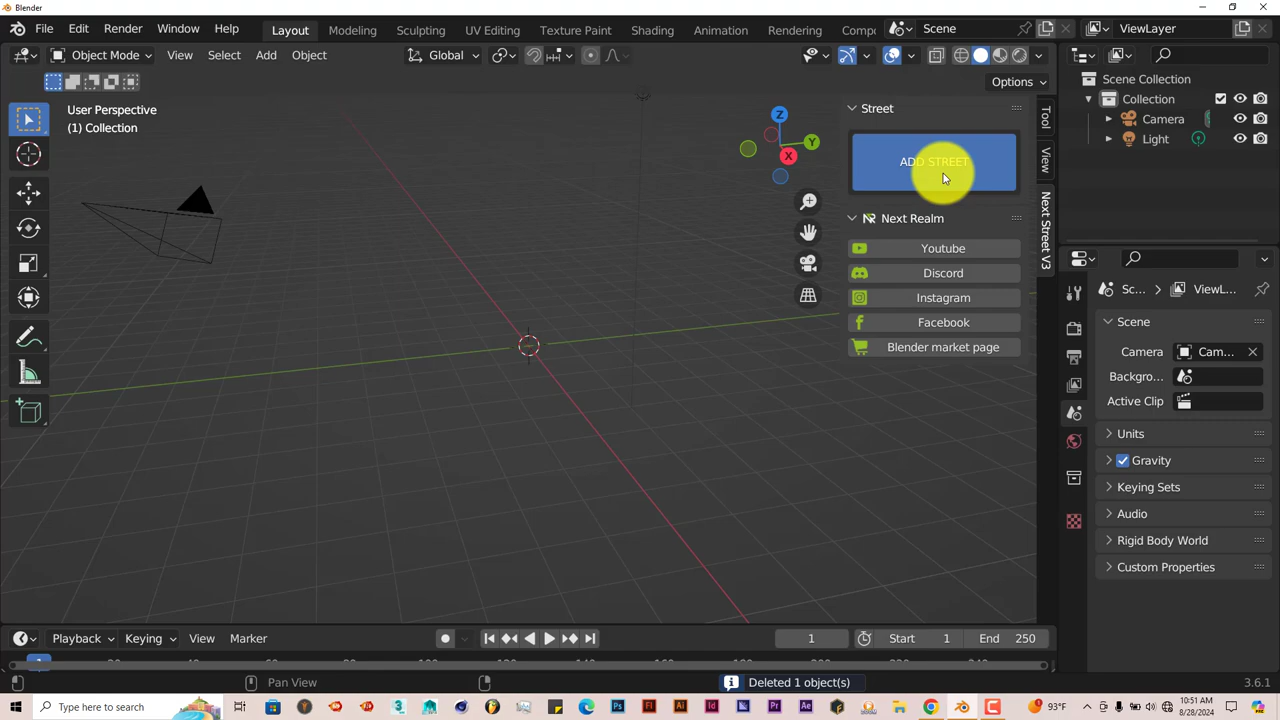 Blender
File Edit Render Window Help Layout Modeling Sculpting UV Editing Texture Paint Shading Animation Rendering Compo Scene ViewLayer
Object Mode View Select Add Object Global
Options
User Perspective
(1) Collection
Z
Y
X
Street
ADD STREET
Next Realm
Youtube
Discord
Instagram
Facebook
Blender market page
Tool
View
Next Street V3
Scene Collection
Collection
Camera
Light
Sc... ViewL...
Scene
Camera Cam...
Backgro...
Active Clip
Units
Gravity
Keying Sets
Audio
Rigid Body World
Custom Properties
Playback Keying View Marker 1 Start 1 End 250
1
Pan View Deleted 1 object(s) 3.6.1
Type here to search 93°F 10:51 AM
8/28/2024